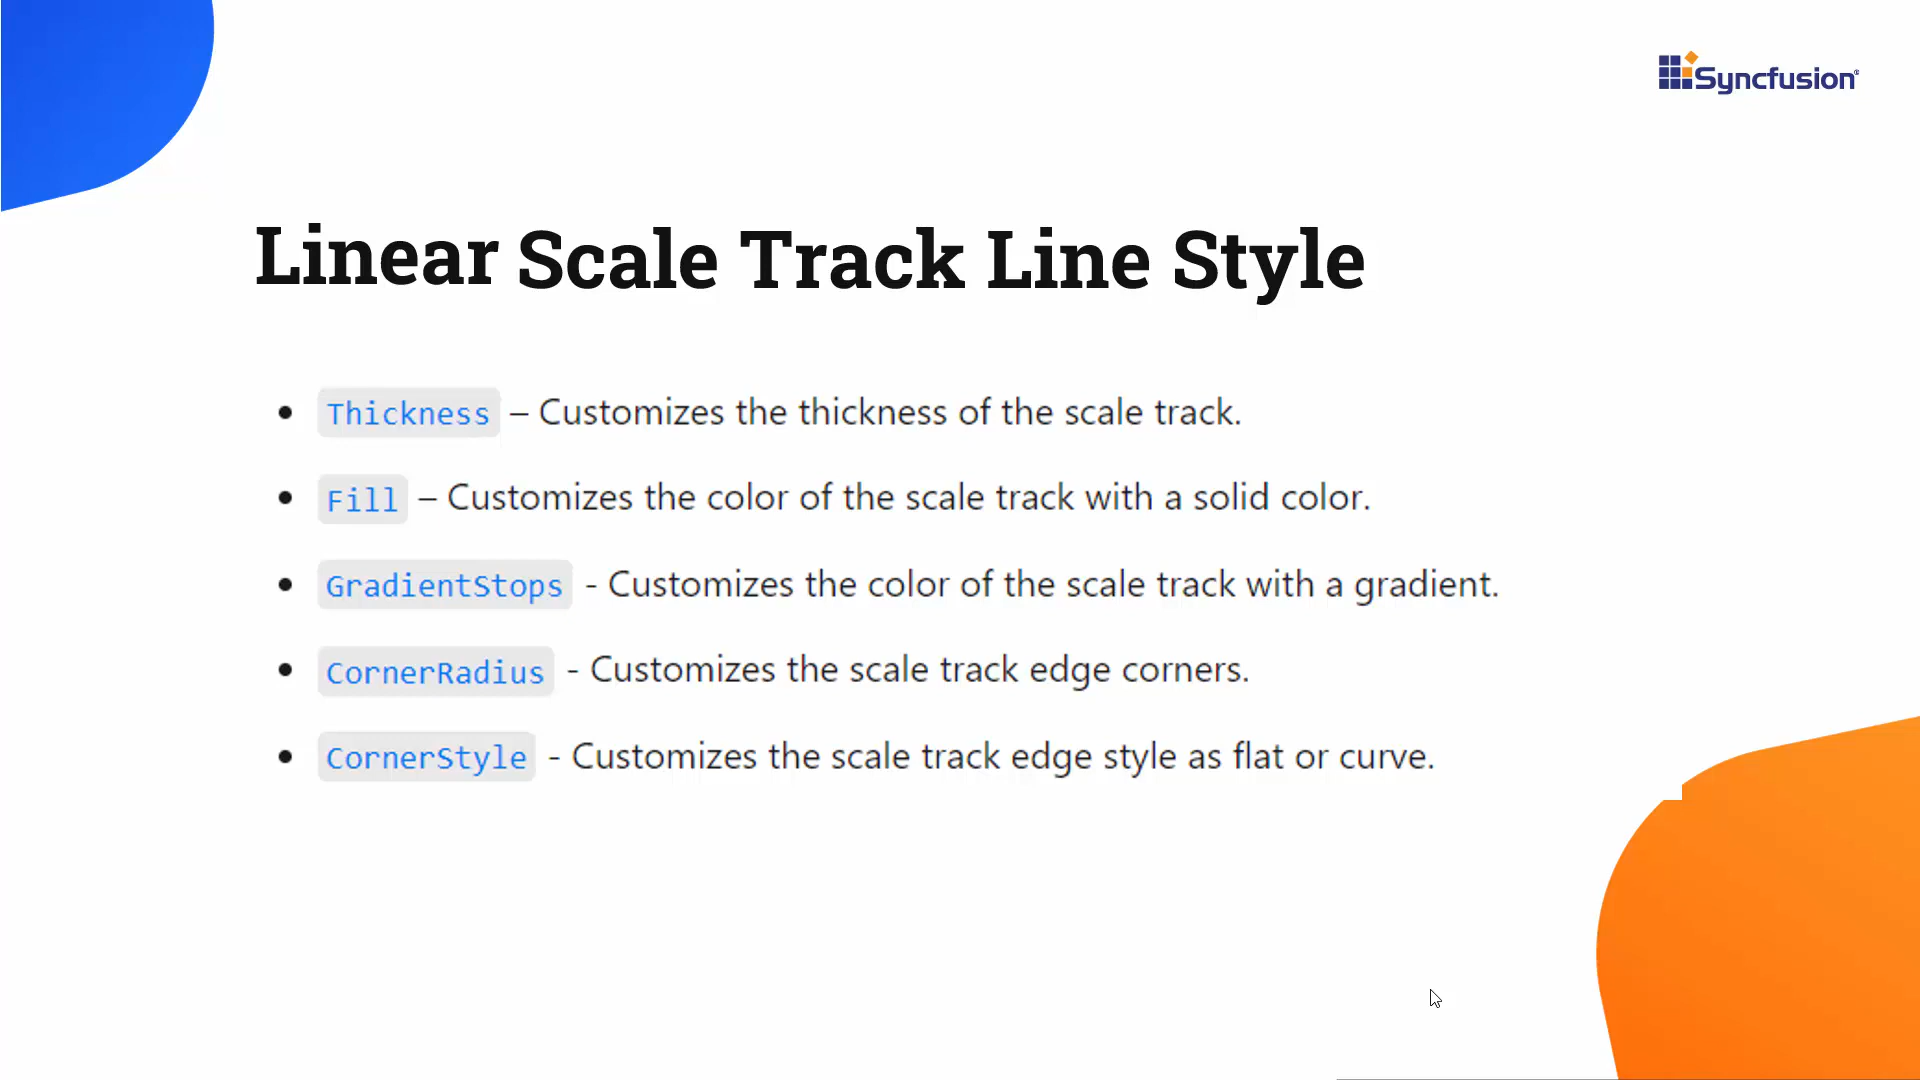 Syncfusion
Linear Scale Track Line Style
• Thickness – Customizes the thickness of the scale track.
• Fill – Customizes the color of the scale track with a solid color.
• GradientStops - Customizes the color of the scale track with a gradient.
• CornerRadius - Customizes the scale track edge corners.
• CornerStyle - Customizes the scale track edge style as flat or curve.